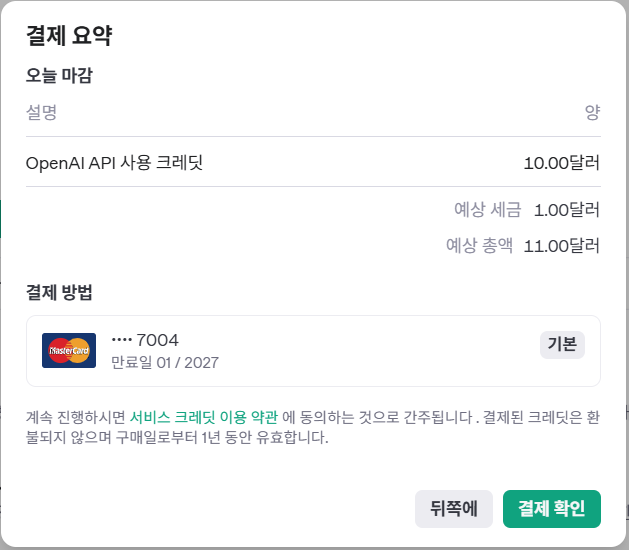 결제 요약
오늘 마감
설명 양
OpenAI API 사용 크레딧 10.00달러
예상 세금 1.00달러
예상 총액 11.00달러
결제 방법
MasterCard
•••• 7004
만료일 01 / 2027
기본
계속 진행하시면 서비스 크레딧 이용 약관 에 동의하는 것으로 간주됩니다 . 결제된 크레딧은 환
불되지 않으며 구매일로부터 1년 동안 유효합니다.
뒤쪽에 결제 확인